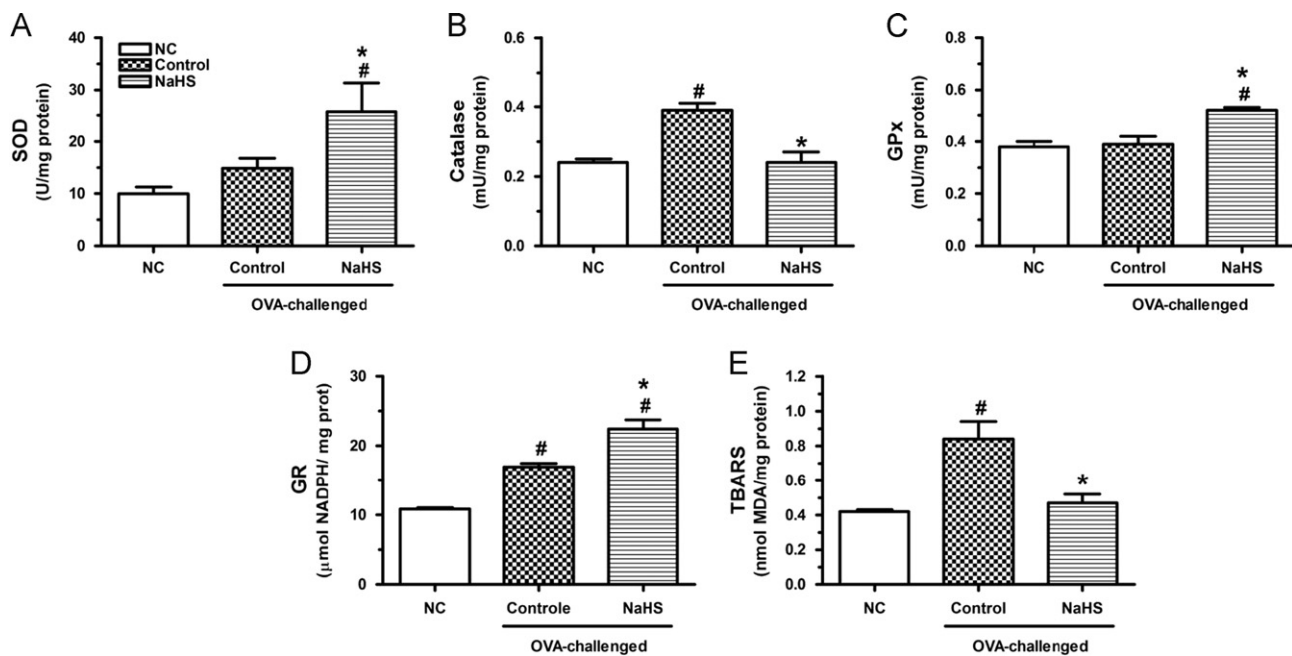 A
SOD
(U/mg protein)
40
30
20
10
0
NC
Control
NaHS
*
#
NC
Control
NaHS
OVA-challenged
B
Catalase
(mU/mg protein)
0.6
0.4
0.2
0.0
#
*
NC
Control
NaHS
OVA-challenged
C
GPx
(mU/mg protein)
0.8
0.6
0.4
0.2
0.0
*
#
NC
Control
NaHS
OVA-challenged
D
GR
(μmol NADPH/ mg prot)
30
20
10
0
#
*
#
NC
Controle
NaHS
OVA-challenged
E
TBARS
(nmol MDA/mg protein)
1.2
1.0
0.8
0.6
0.4
0.2
0.0
#
*
NC
Control
NaHS
OVA-challenged